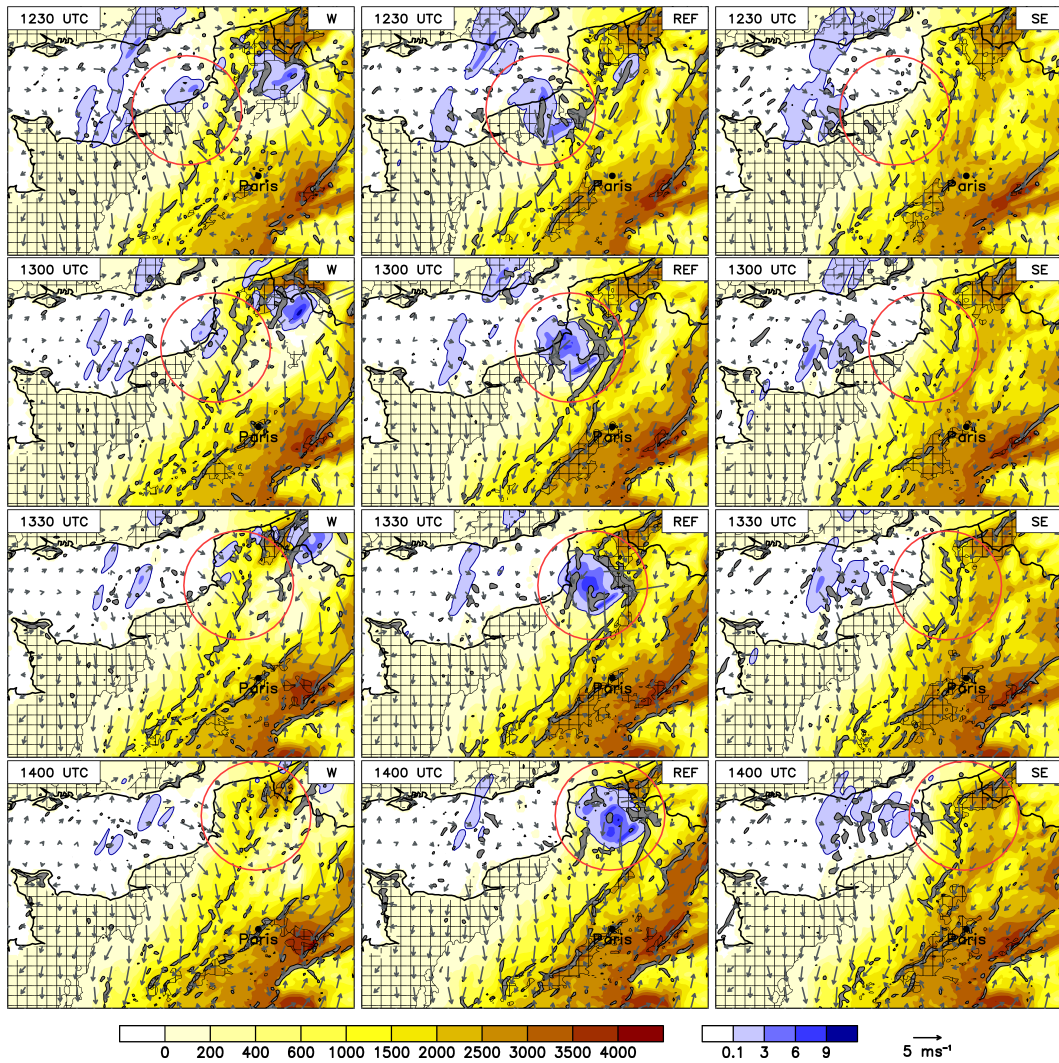 1230 UTC W 1230 UTC REF 1230 UTC SE
Paris Paris Paris
1300 UTC W 1300 UTC REF 1300 UTC SE
Paris Paris Paris
1330 UTC W 1330 UTC REF 1330 UTC SE
Paris Paris Paris
1400 UTC W 1400 UTC REF 1400 UTC SE
Paris Paris Paris
0 200 600 1000 1500 2000 2500 3000 3500 4000 0.1 3 6 9 5 ms⁻¹